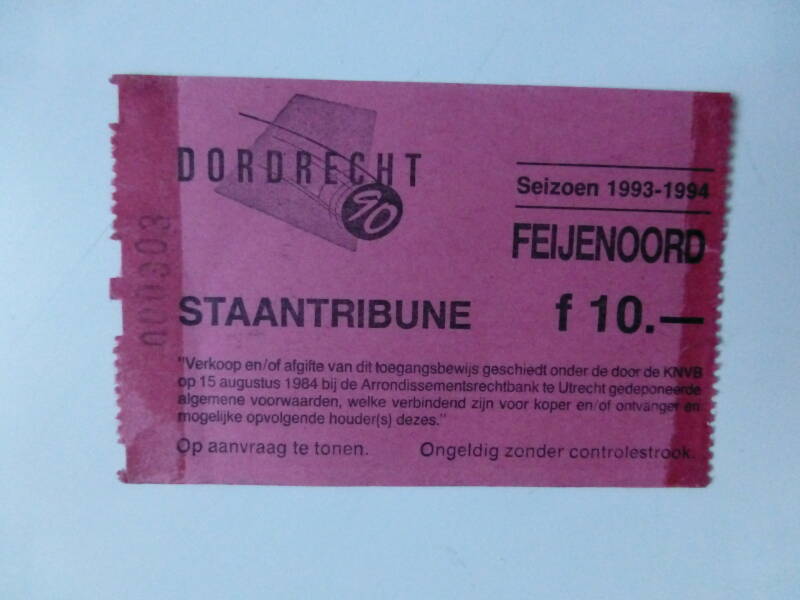 DORDRECHT
90
Seizoen 1993-1994
FEIJENOORD
STAANTRIBUNE f 10.—
"Verkoop en/of afgifte van dit toegangsbewijs geschiedt onder de door de KNVB
op 15 augustus 1984 bij de Arrondissementsrechtbank te Utrecht gedeponeerde
algemene voorwaarden, welke verbindend zijn voor koper en/of ontvanger en
mogelijke opvolgende houder(s) dezes."
Op aanvraag te tonen. Ongeldig zonder controlestrook.